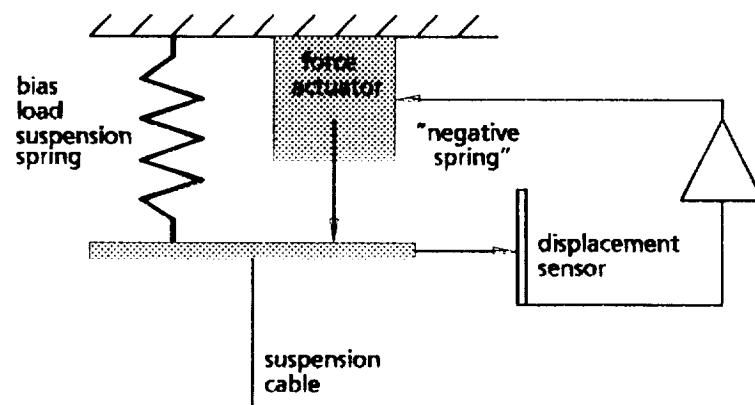 force
actuator
bias
load
suspension
spring
"negative
spring"
displacement
sensor
suspension
cable